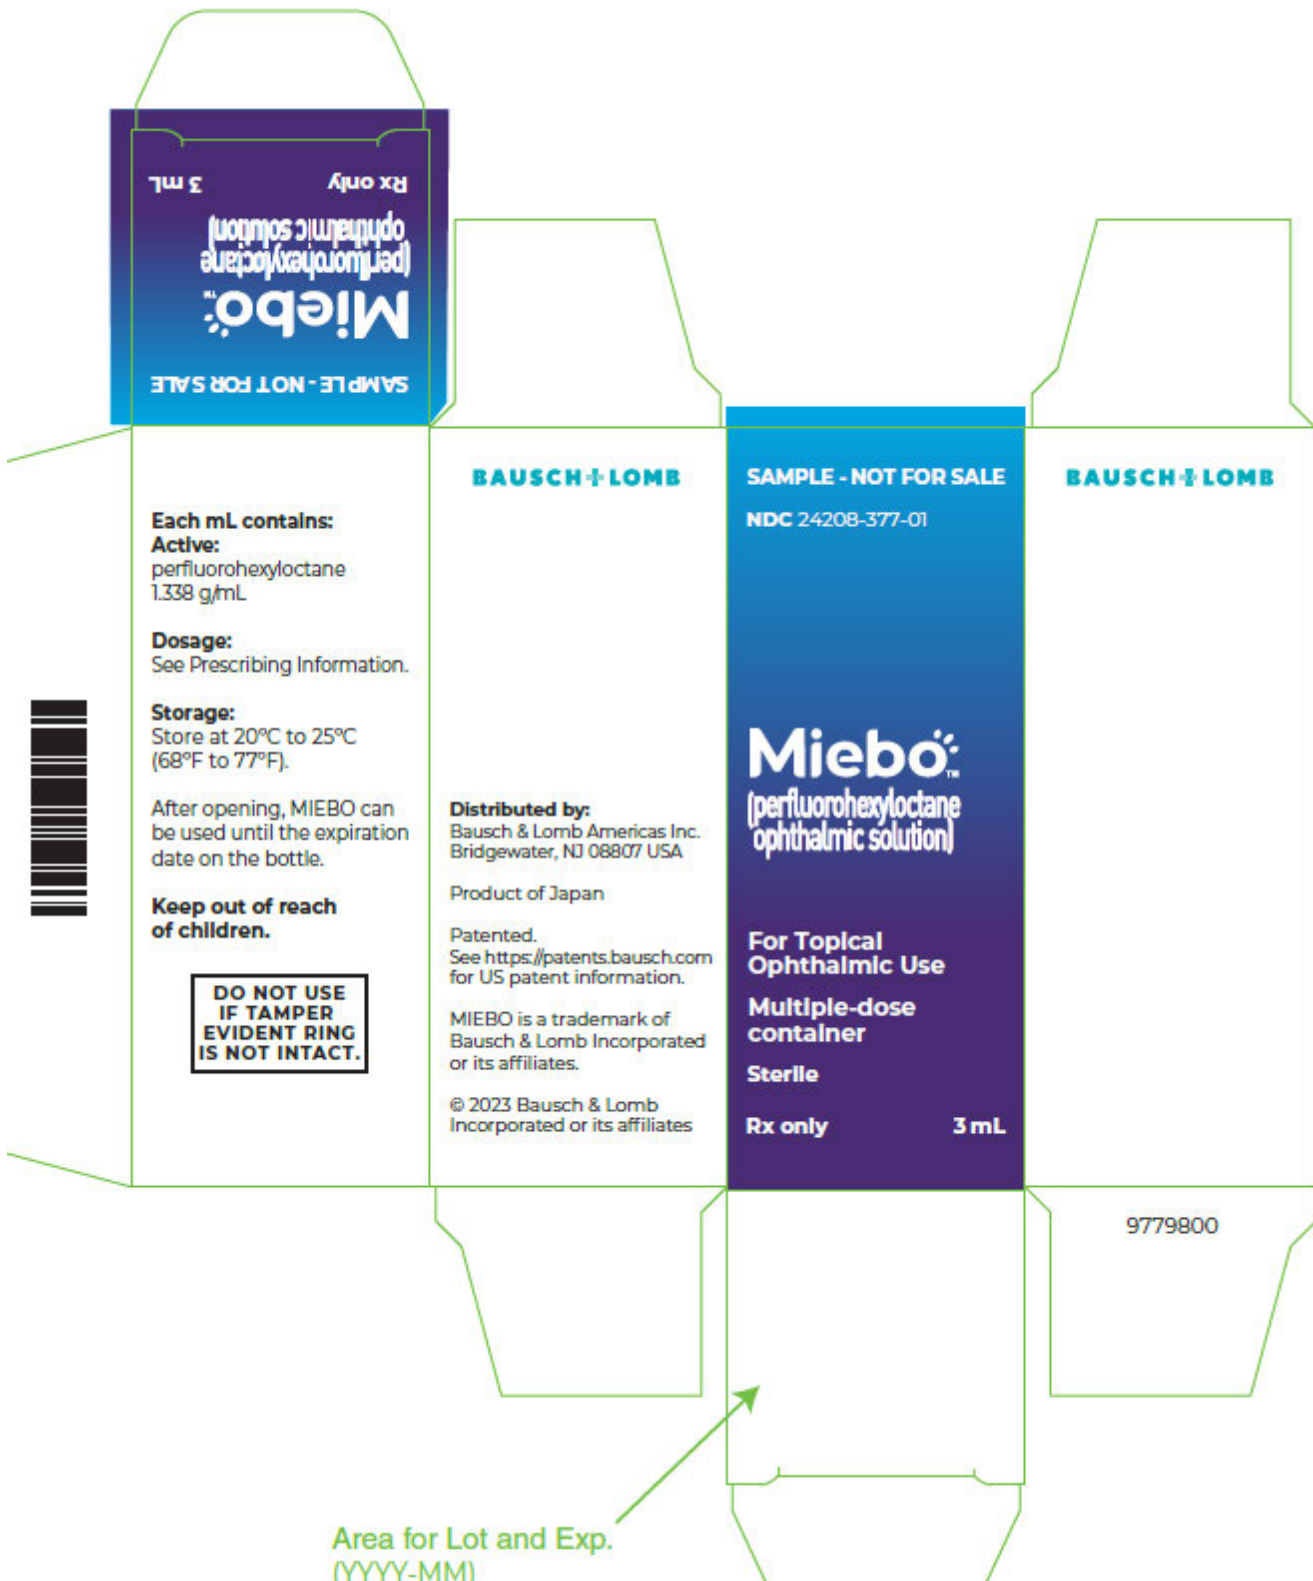 Rx only 3 mL
Miebo™
(perfluorohexyloctane
ophthalmic solution)
SAMPLE - NOT FOR SALE
Each mL contains:
Active:
perfluorohexyloctane
1.338 g/mL
Dosage:
See Prescribing Information.
Storage:
Store at 20°C to 25°C
(68°F to 77°F).
After opening, MIEBO can
be used until the expiration
date on the bottle.
Keep out of reach
of children.
DO NOT USE
IF TAMPER
EVIDENT RING
IS NOT INTACT.
BAUSCH + LOMB
Distributed by:
Bausch & Lomb Americas Inc.
Bridgewater, NJ 08807 USA
Product of Japan
Patented.
See https://patents.bausch.com
for US patent information.
MIEBO is a trademark of
Bausch & Lomb Incorporated
or its affiliates.
© 2023 Bausch & Lomb
Incorporated or its affiliates
SAMPLE - NOT FOR SALE
NDC 24208-377-01
Miebo™
(perfluorohexyloctane
ophthalmic solution)
For Topical
Ophthalmic Use
Multiple-dose
container
Sterile
Rx only 3 mL
BAUSCH + LOMB
9779800
Area for Lot and Exp.
(YYYY-MM)